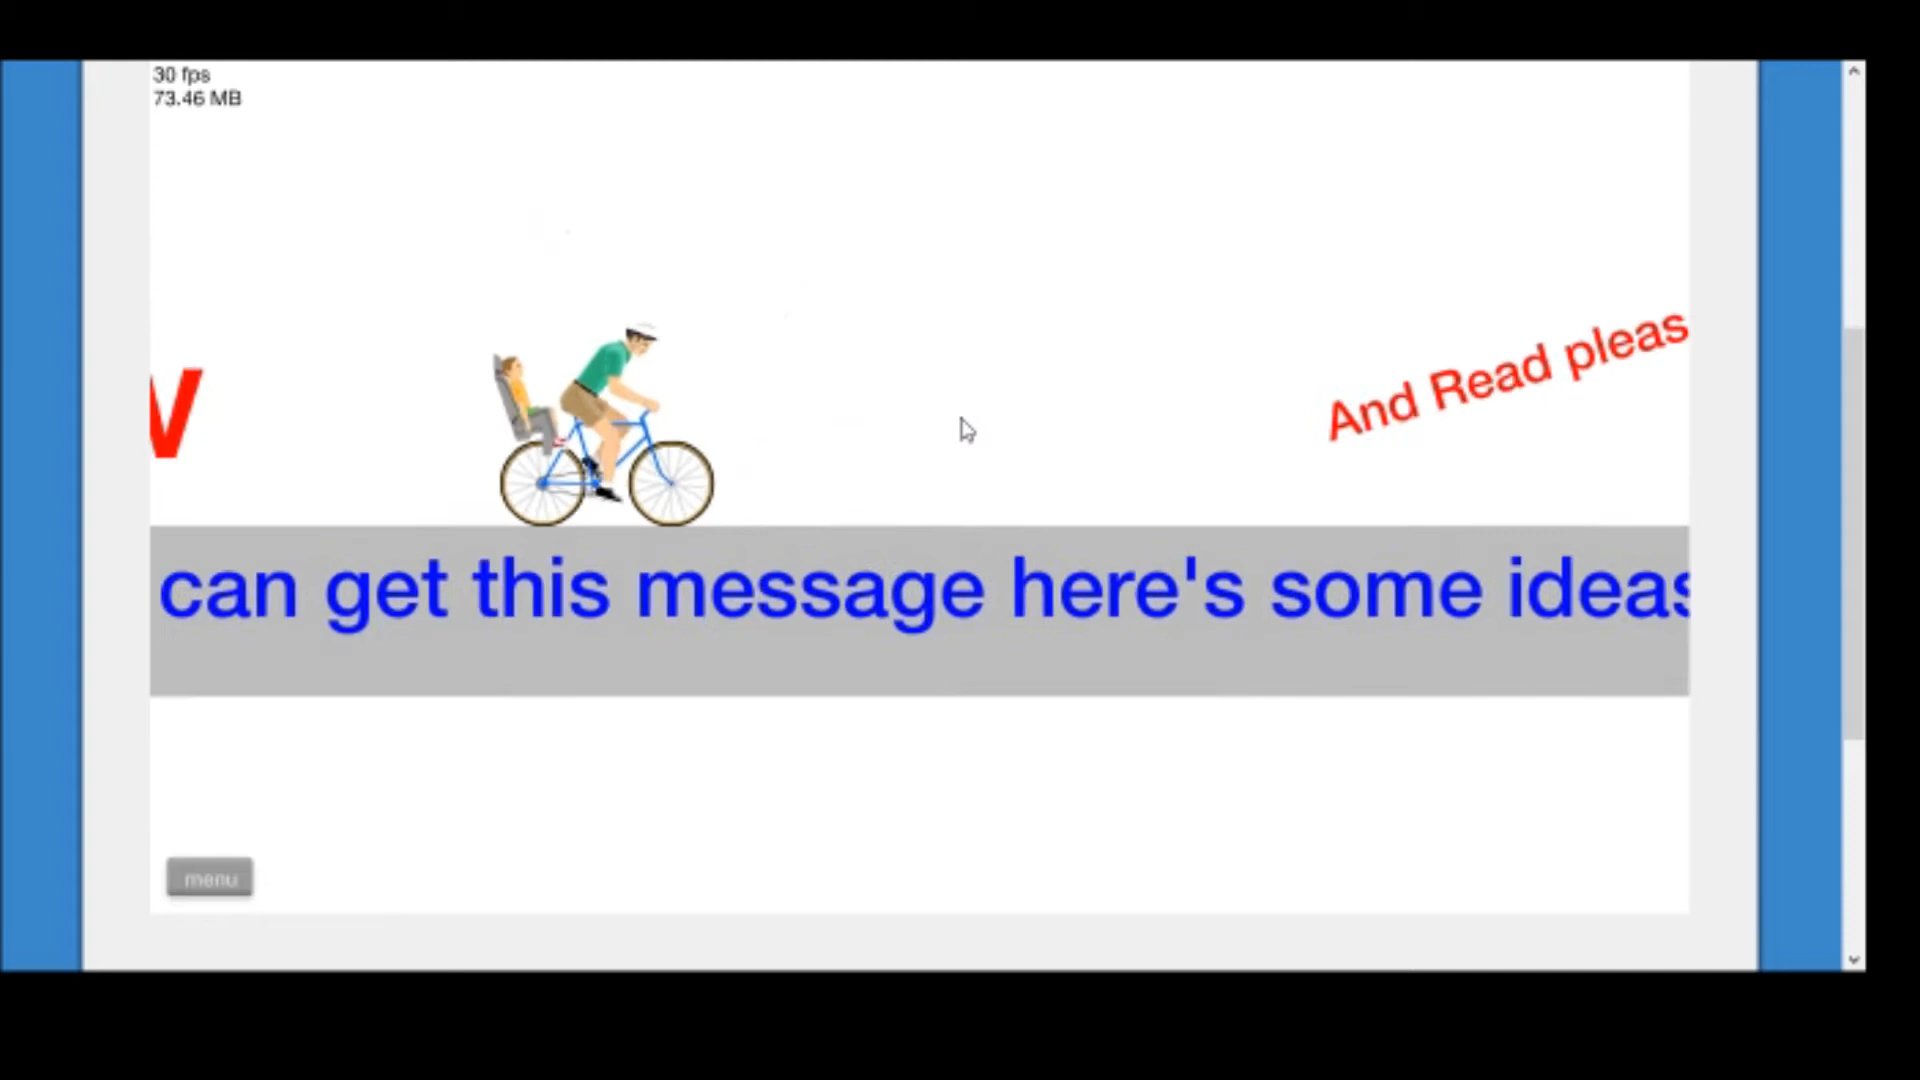 30 fps
73.46 MB
And Read pleas
can get this message here's some ideas
menu